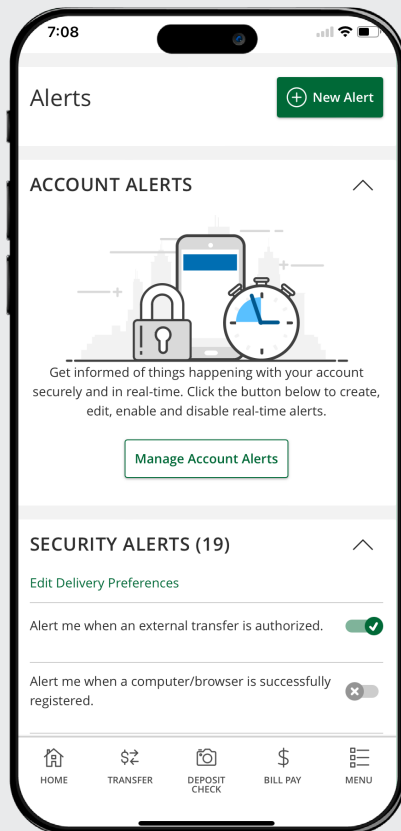 7:08
Alerts
New Alert
ACCOUNT ALERTS
Get informed of things happening with your account
securely and in real-time. Click the button below to create,
edit, enable and disable real-time alerts.
Manage Account Alerts
SECURITY ALERTS (19)
Edit Delivery Preferences
Alert me when an external transfer is authorized.
Alert me when a computer/browser is successfully
registered.
HOME
TRANSFER
DEPOSIT
CHECK
BILL PAY
MENU